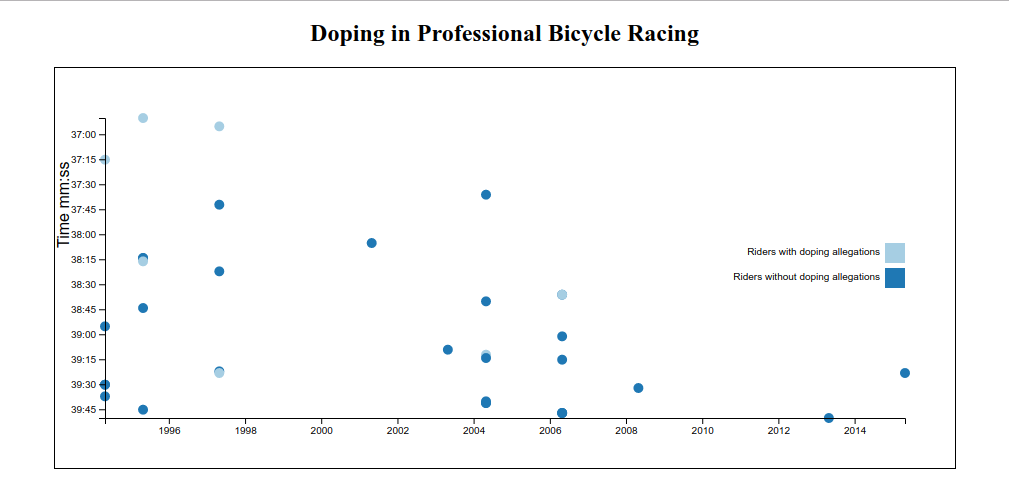 Doping in Professional Bicycle Racing
Time mm:ss
37:00
37:15
37:30
37:45
38:00
38:15
38:30
38:45
39:00
39:15
39:30
39:45
Riders with doping allegations
Riders without doping allegations
1996 1998 2000 2002 2004 2006 2008 2010 2012 2014